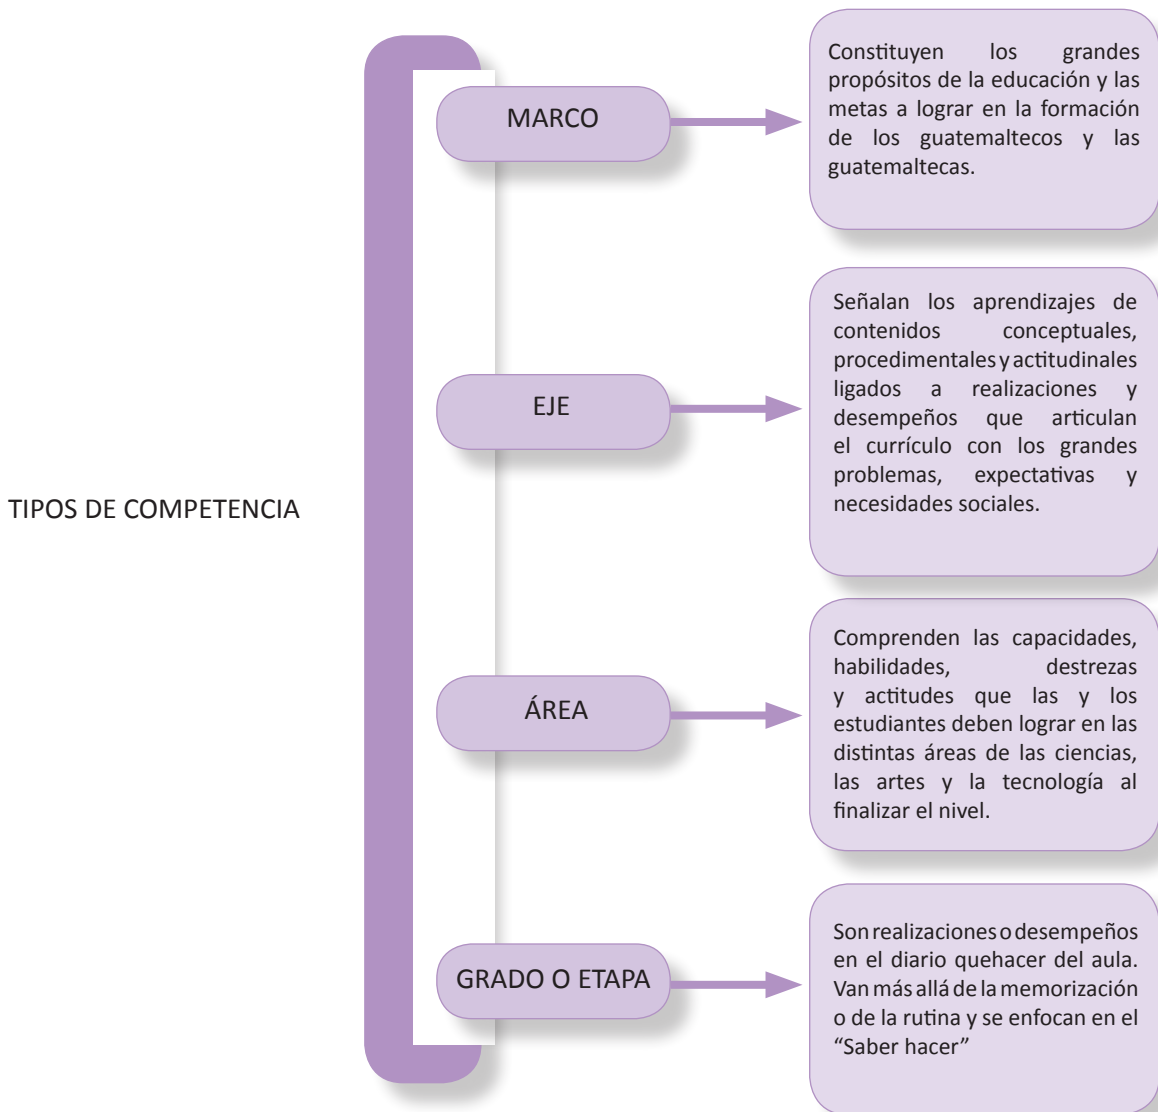 TIPOS DE COMPETENCIA
MARCO
Constituyen los grandes
propósitos de la educación y las
metas a lograr en la formación
de los guatemaltecos y las
guatemaltecas.
EJE
Señalan los aprendizajes de
contenidos conceptuales,
procedimentales y actitudinales
ligados a realizaciones y
desempeños que articulan
el currículo con los grandes
problemas, expectativas y
necesidades sociales.
ÁREA
Comprenden las capacidades,
habilidades, destrezas
y actitudes que las y los
estudiantes deben lograr en las
distintas áreas de las ciencias,
las artes y la tecnología al
finalizar el nivel.
GRADO O ETAPA
Son realizaciones o desempeños
en el diario quehacer del aula.
Van más allá de la memorización
o de la rutina y se enfocan en el
“Saber hacer”